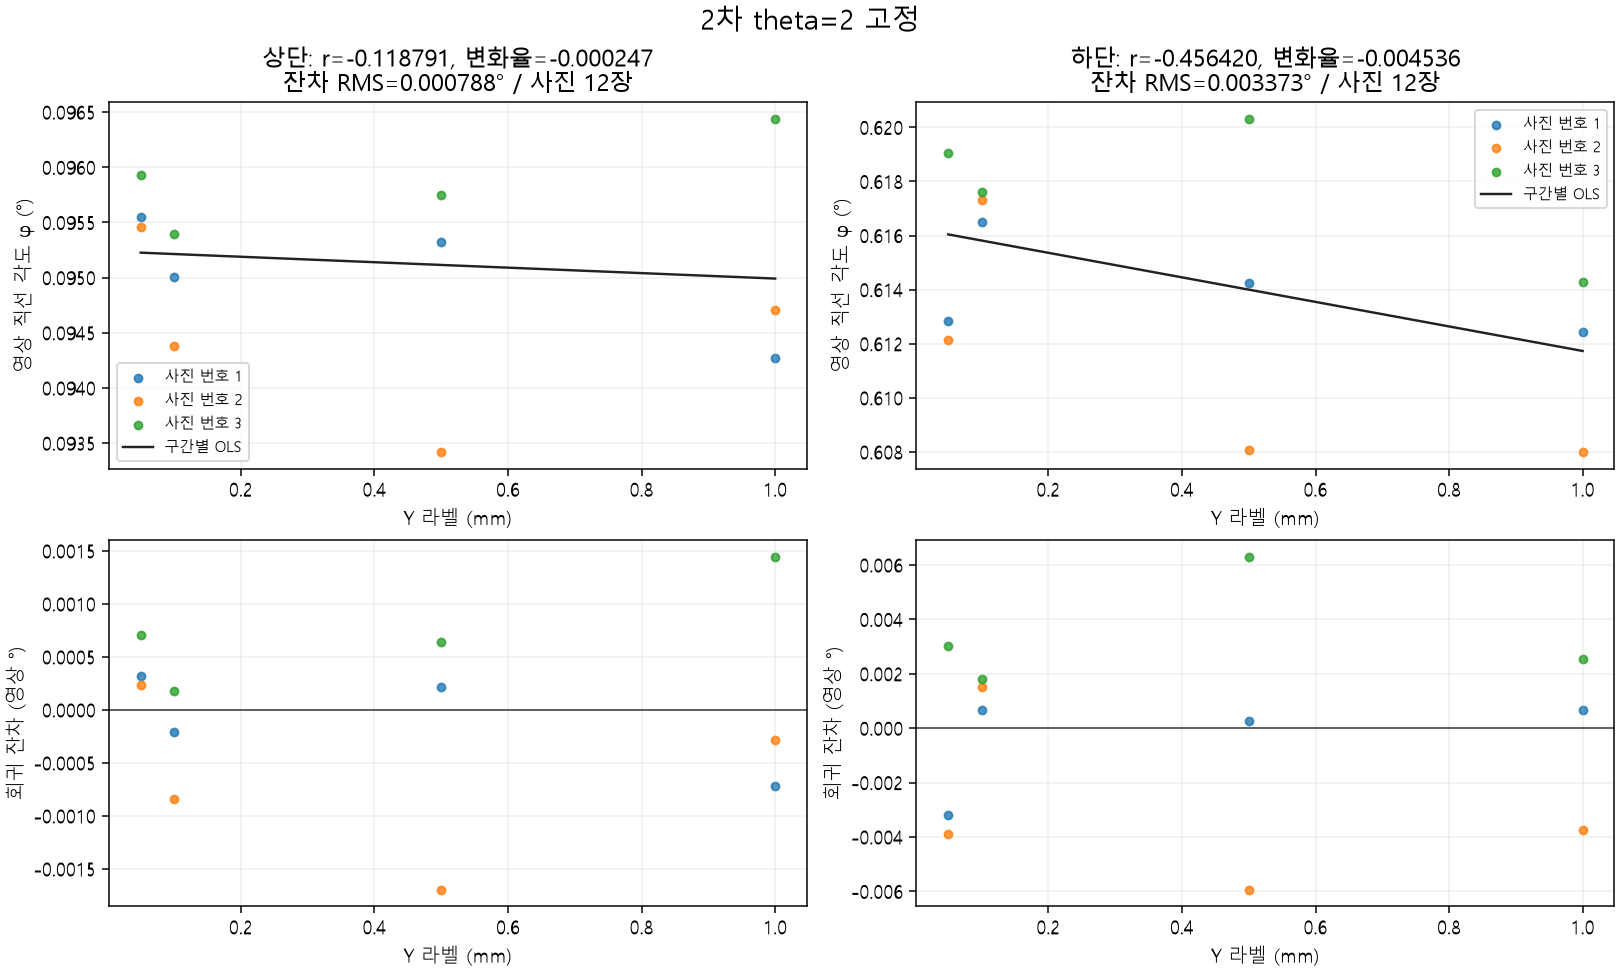 2차 theta=2 고정
상단: r=-0.118791, 변화율=-0.000247
잔차 RMS=0.000788° / 사진 12장
0.0965
0.0960
0.0955
0.0950
0.0945
0.0940
0.0935
영상 직선 각도 φ (°)
사진 번호 1
사진 번호 2
사진 번호 3
구간별 OLS
0.2 0.4 0.6 0.8 1.0
Y 라벨 (mm)
하단: r=-0.456420, 변화율=-0.004536
잔차 RMS=0.003373° / 사진 12장
0.620
0.618
0.616
0.614
0.612
0.610
0.608
영상 직선 각도 φ (°)
사진 번호 1
사진 번호 2
사진 번호 3
구간별 OLS
0.2 0.4 0.6 0.8 1.0
Y 라벨 (mm)
0.0015
0.0010
0.0005
0.0000
-0.0005
-0.0010
-0.0015
회귀 잔차 (영상 °)
0.2 0.4 0.6 0.8 1.0
Y 라벨 (mm)
0.006
0.004
0.002
0.000
-0.002
-0.004
-0.006
회귀 잔차 (영상 °)
0.2 0.4 0.6 0.8 1.0
Y 라벨 (mm)